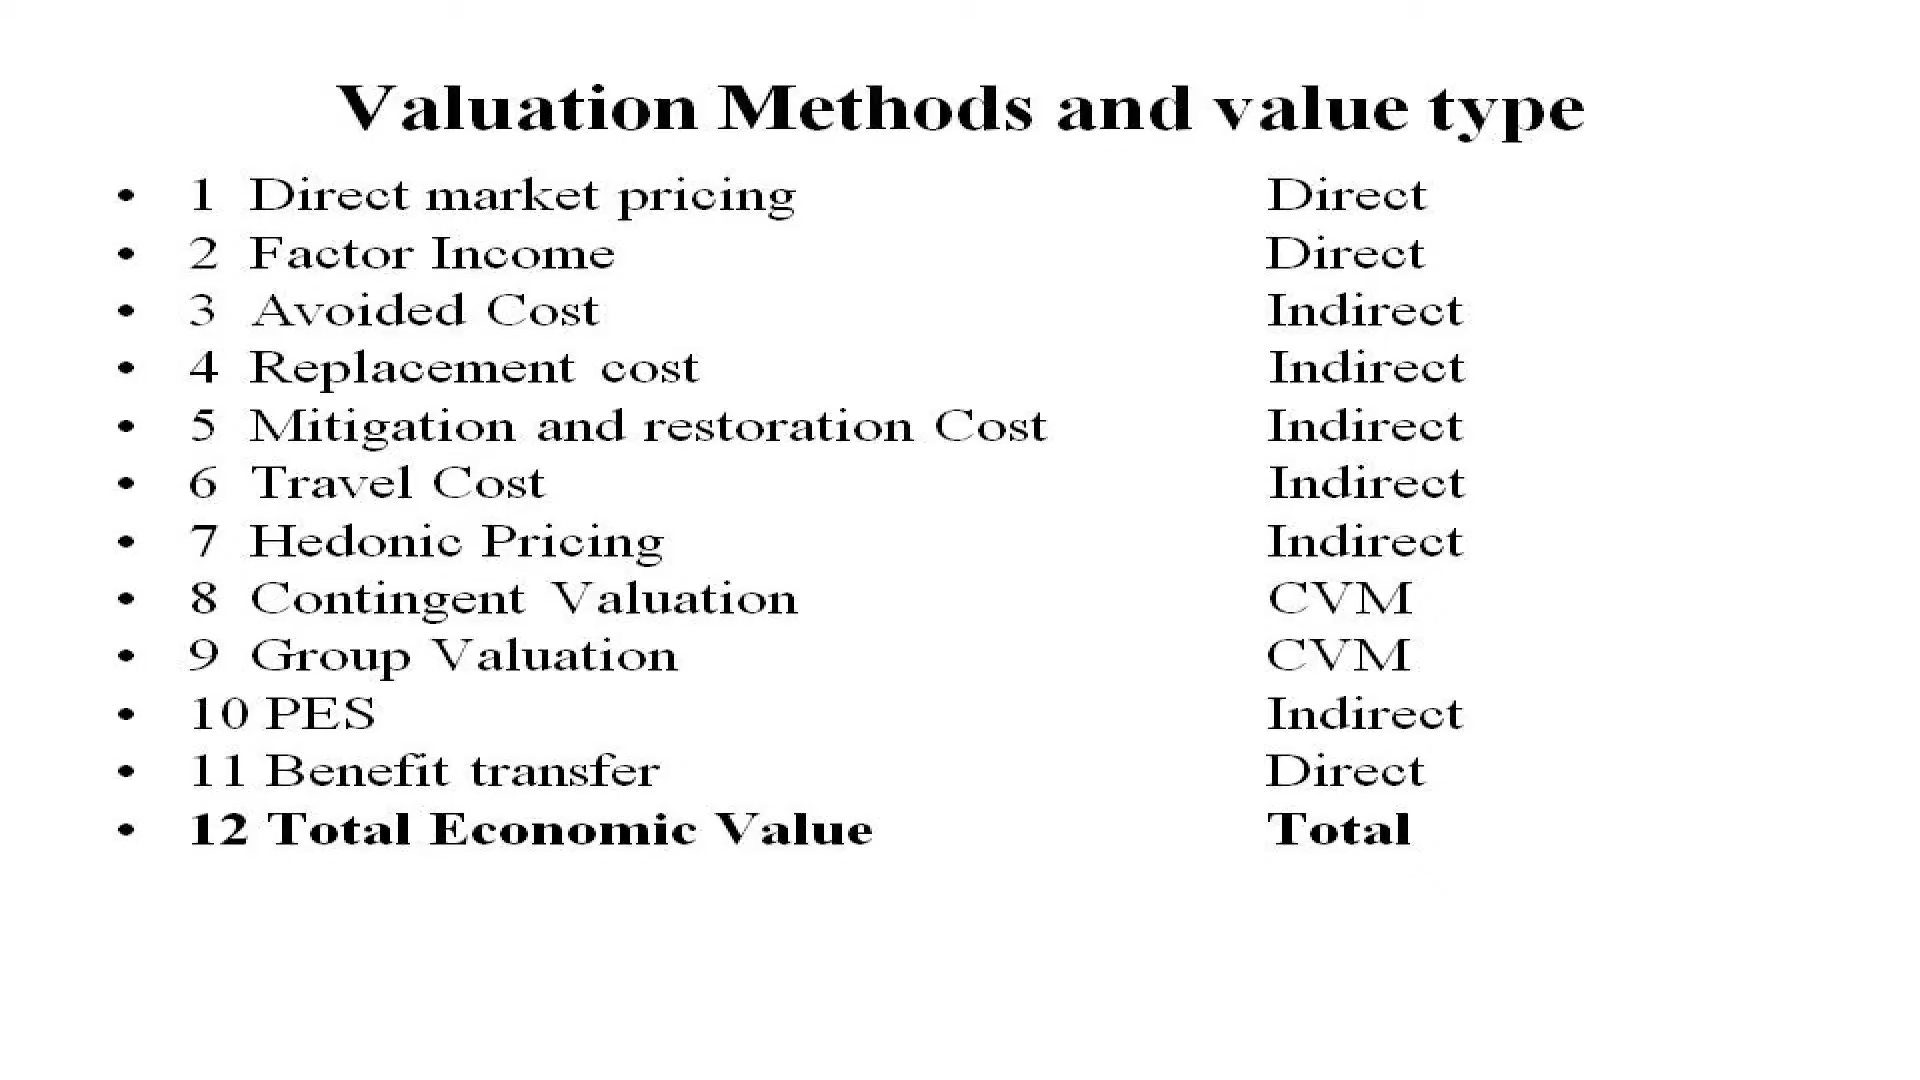 Valuation Methods and value type
• 1 Direct market pricing Direct
• 2 Factor Income Direct
• 3 Avoided Cost Indirect
• 4 Replacement cost Indirect
• 5 Mitigation and restoration Cost Indirect
• 6 Travel Cost Indirect
• 7 Hedonic Pricing Indirect
• 8 Contingent Valuation CVM
• 9 Group Valuation CVM
• 10 PES Indirect
• 11 Benefit transfer Direct
• 12 Total Economic Value Total